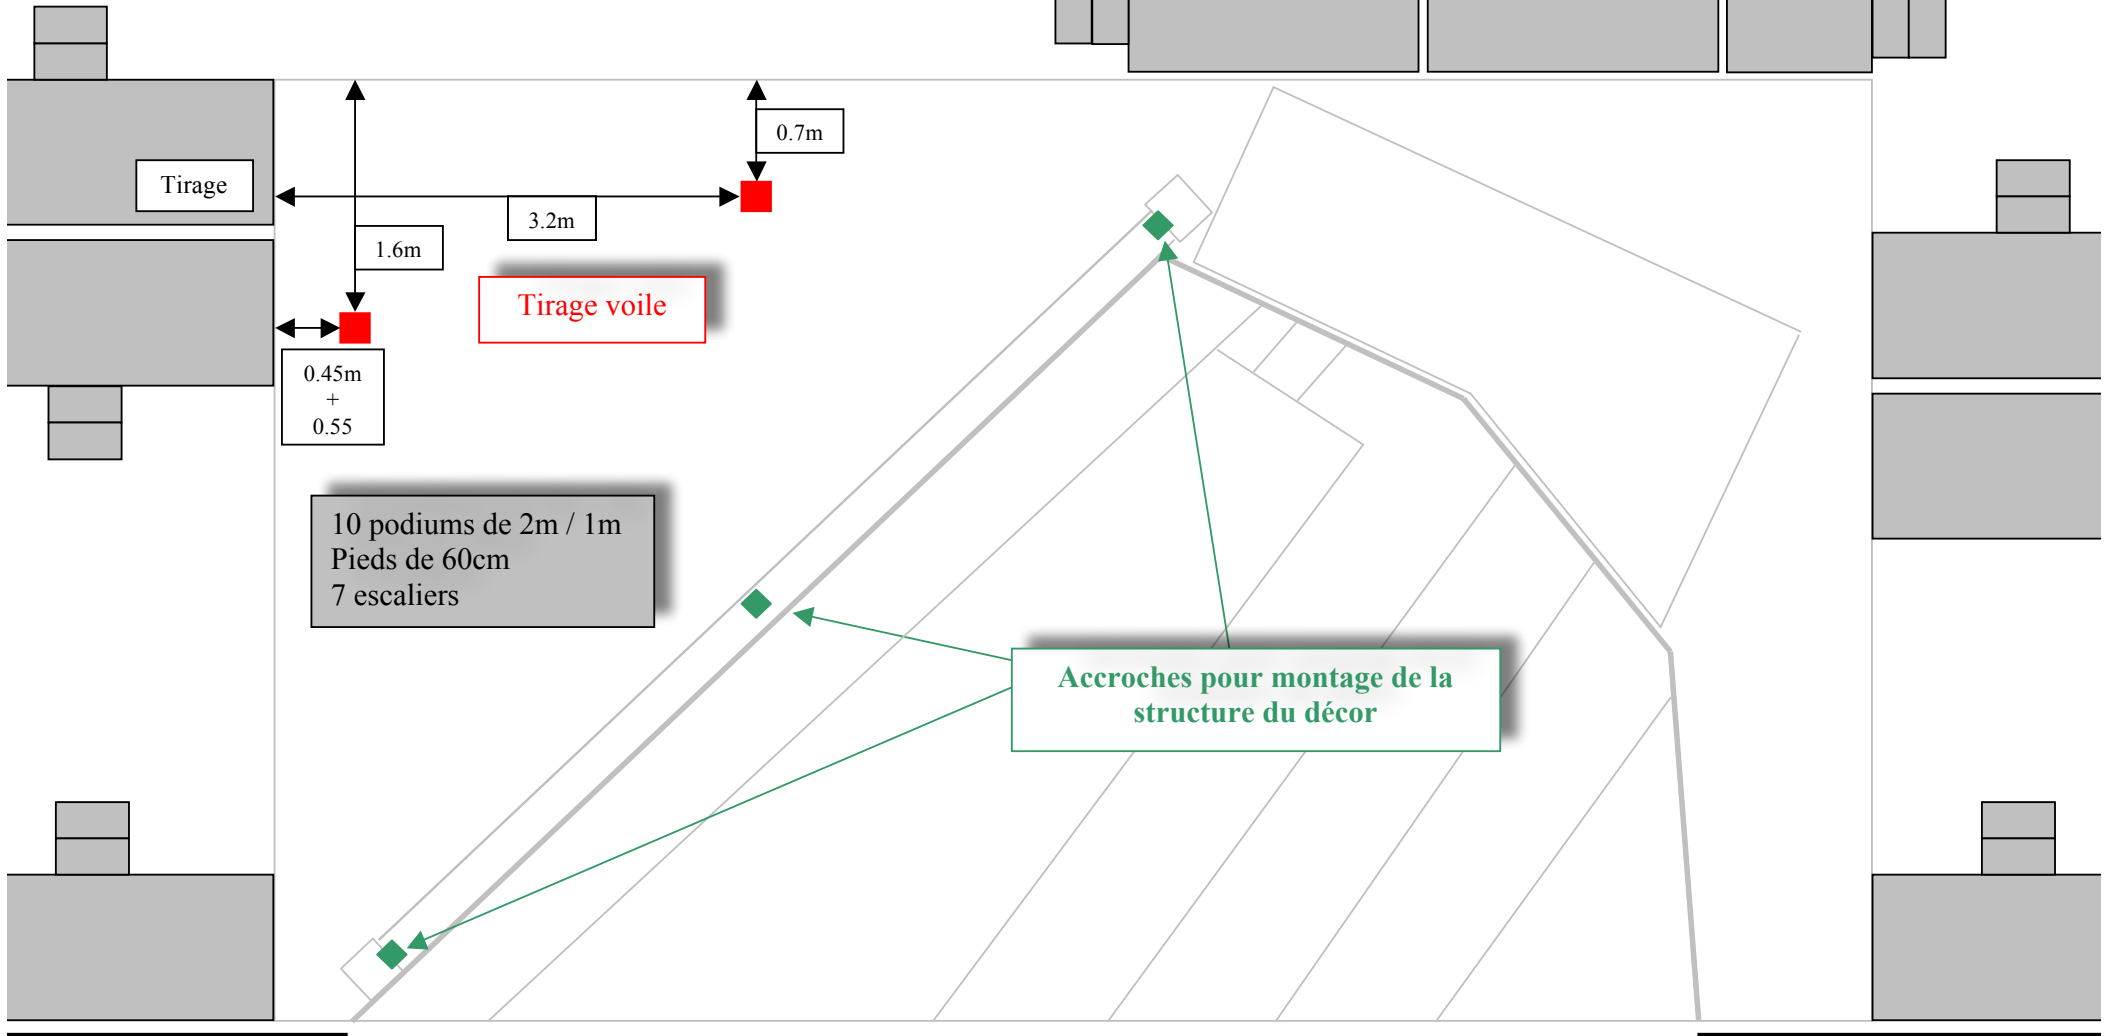 0.7m
Tirage
3.2m
1.6m
Tirage voile
0.45m
+
0.55
10 podiums de 2m / 1m
Pieds de 60cm
7 escaliers
Accroches pour montage de la
structure du décor